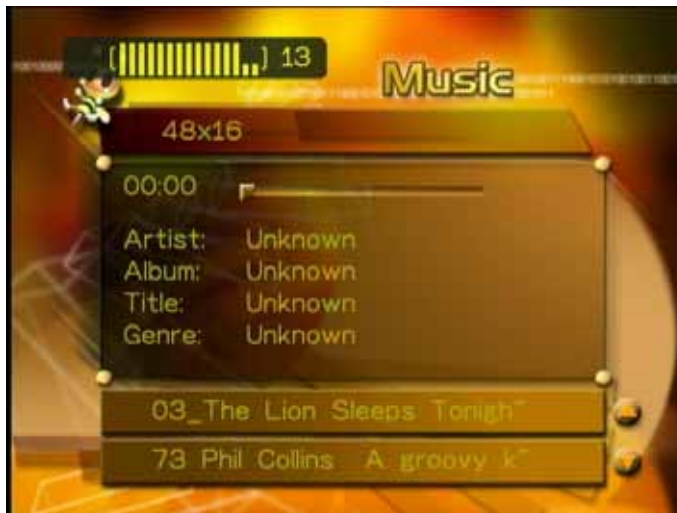 [||||||||||||..] 13
Music
48x16
00:00
Artist: Unknown
Album: Unknown
Title: Unknown
Genre: Unknown
03_The Lion Sleeps Tonigh~
73 Phil Collins A groovy k~